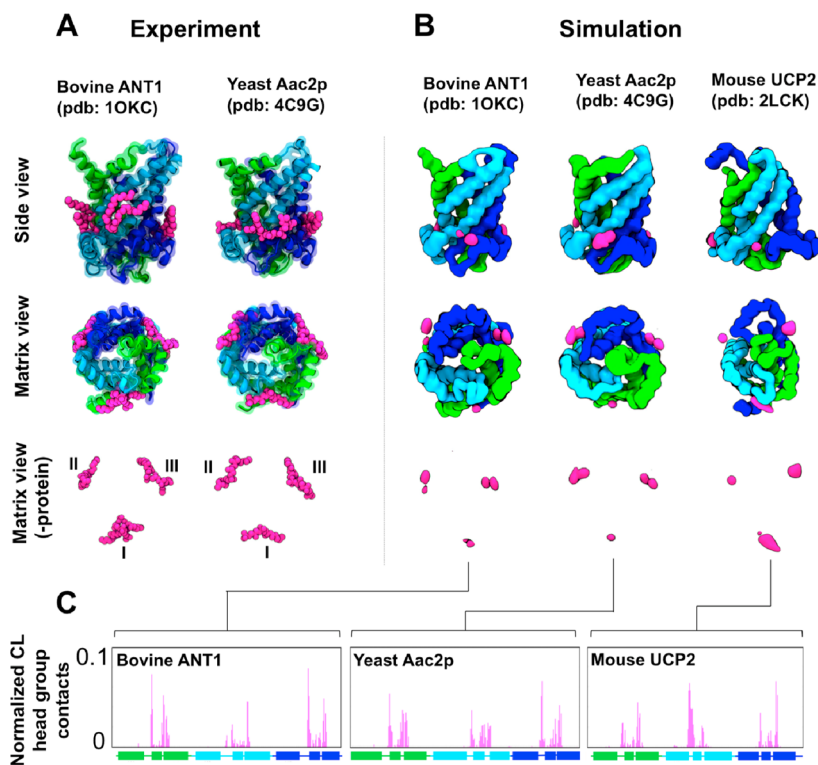 A Experiment
Bovine ANT1
(pdb: 1OKC)
Yeast Aac2p
(pdb: 4C9G)
B Simulation
Bovine ANT1
(pdb: 1OKC)
Yeast Aac2p
(pdb: 4C9G)
Mouse UCP2
(pdb: 2LCK)
Side view
Matrix view
Matrix view
(-protein)
II
III
I
II
III
I
C
Normalized CL
head group
contacts
0.1
0
Bovine ANT1
Yeast Aac2p
Mouse UCP2